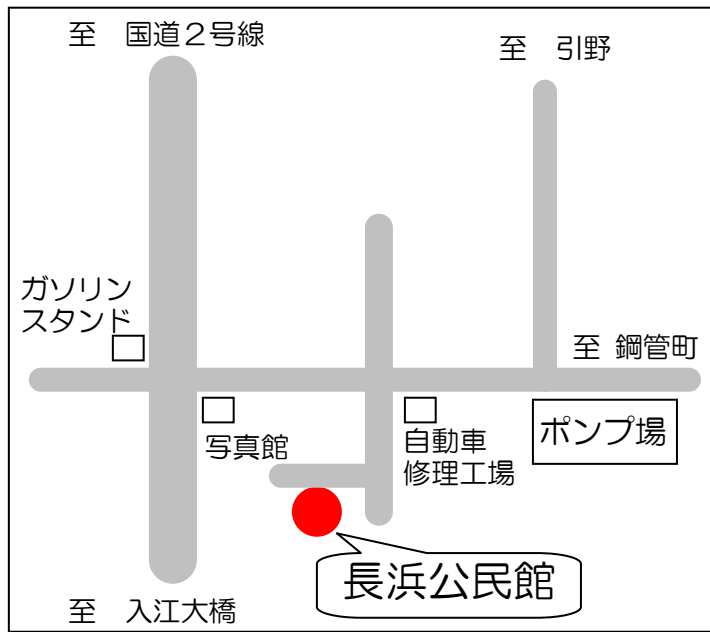 至　国道２号線
至　引野
ガソリン
スタンド
至 鋼管町
写真館
自動車
修理工場
ポンプ場
長浜公民館
至　入江大橋